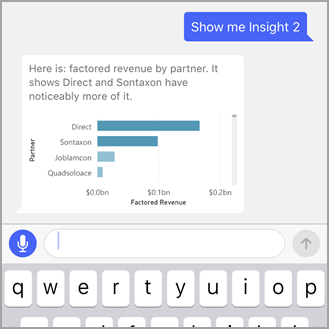 Show me Insight 2
Here is: factored revenue by partner. It
shows Direct and Sontaxon have
noticeably more of it.
Partner
Direct
Sontaxon
Joblamcon
Quadsoloace
$0.0bn $0.1bn $0.2bn
Factored Revenue
q w e r t y u i o p